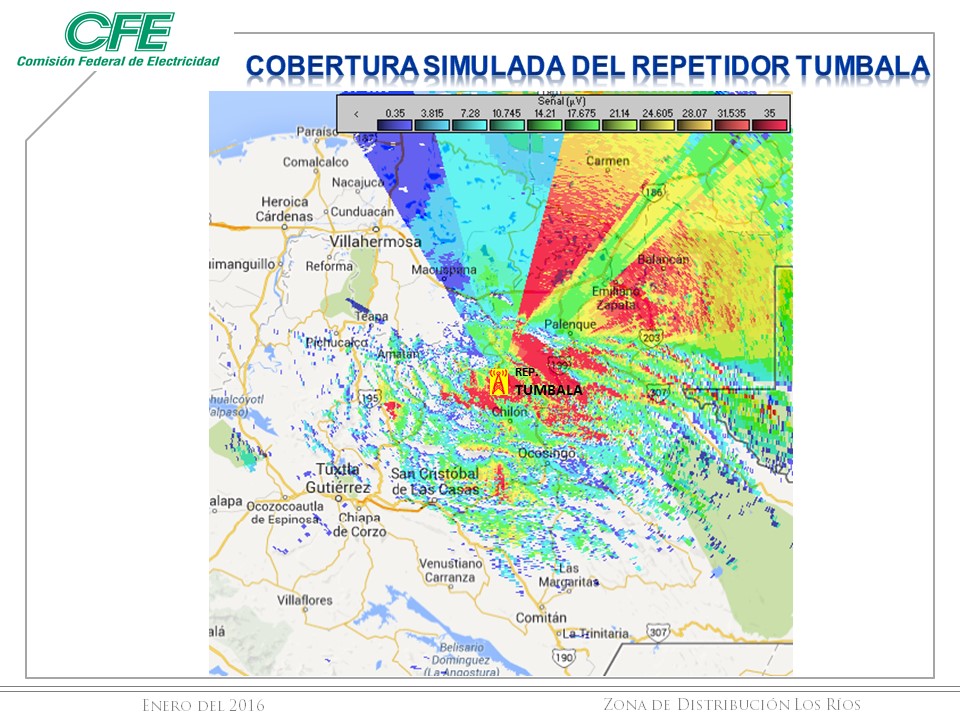 CFE
Comisión Federal de Electricidad
COBERTURA SIMULADA DEL REPETIDOR TUMBALA
Señal (µV)
< 0.35 3.815 7.28 10.745 14.21 17.675 21.14 24.605 28.07 31.535 35
Paraíso
187
Comalcalco
Carmen
Nacajuca
186
Heroica
Cárdenas
Cunduacán
Villahermosa
Balancán
uimanguillo
Reforma
Macuspana
Emiliano
Zapata
Teapa
Palenque
203
Pichucalco
Amatán
199
REP.
TUMBALA
307
195
hualcóyotl
alpaso)
Chilón
Ocosingo
Tuxtla
Gutiérrez
San Cristóbal
de Las Casas
alapa
Ocozocoautla
de Espinosa
Chiapa
de Corzo
Venustiano
Carranza
Las
Margaritas
Villaflores
Comitán
alá
La Trinitaria
307
Belisario
Domínguez
(La Angostura)
190
ENERO DEL 2016
ZONA DE DISTRIBUCIÓN LOS RÍOS